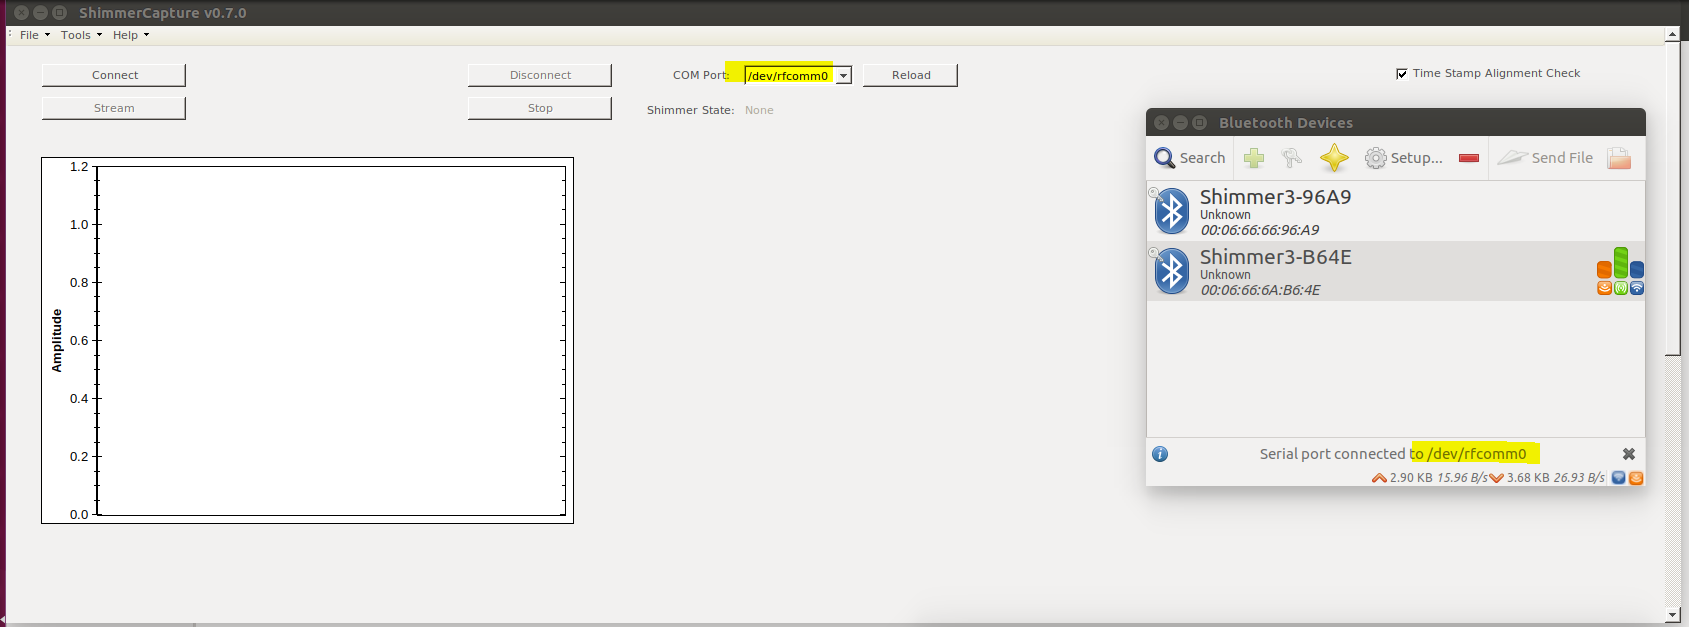 ShimmerCapture v0.7.0
File Tools Help
Connect Disconnect COM Port: /dev/rfcomm0 Reload Time Stamp Alignment Check
Stream Stop Shimmer State: None
1.2
1.0
0.8
0.6
0.4
0.2
0.0
Amplitude
Bluetooth Devices
Search Setup... Send File
Shimmer3-96A9
Unknown
00:06:66:66:96:A9
Shimmer3-B64E
Unknown
00:06:66:6A:B6:4E
Serial port connected to /dev/rfcomm0
2.90 KB 15.96 B/s 3.68 KB 26.93 B/s